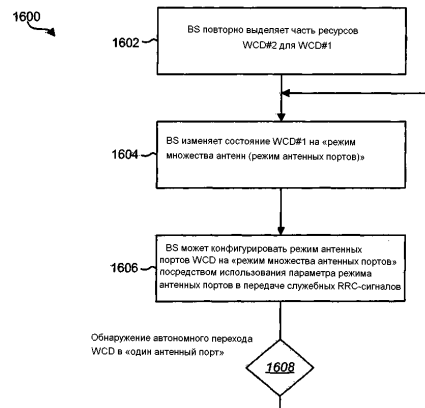 1600
BS повторно выделяет часть ресурсов
WCD#2 для WCD#1
1602
BS изменяет состояние WCD#1 на «режим
множества антенн (режим антенных портов)»
1604
BS может конфигурировать режим антенных
портов WCD на «режим множества антенных портов»
посредством использования параметра режима
антенных портов в передаче служебных RRC-сигналов
1606
Обнаружение автономного перехода
WCD в «один антенный порт»
1608